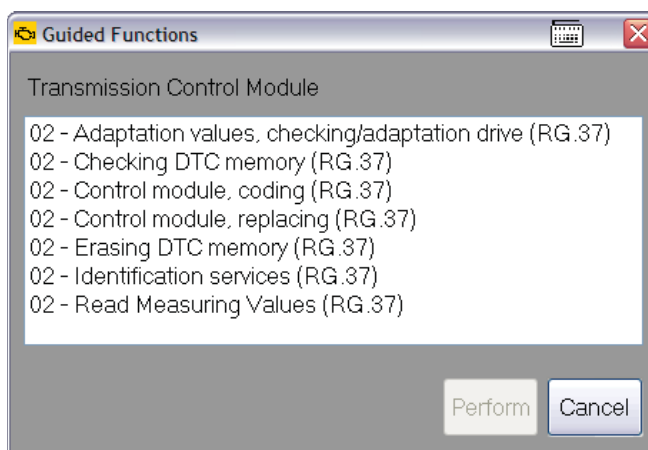 Guided Functions
Transmission Control Module
02 - Adaptation values, checking/adaptation drive (RG.37)
02 - Checking DTC memory (RG.37)
02 - Control module, coding (RG.37)
02 - Control module, replacing (RG.37)
02 - Erasing DTC memory (RG.37)
02 - Identification services (RG.37)
02 - Read Measuring Values (RG.37)
Perform Cancel